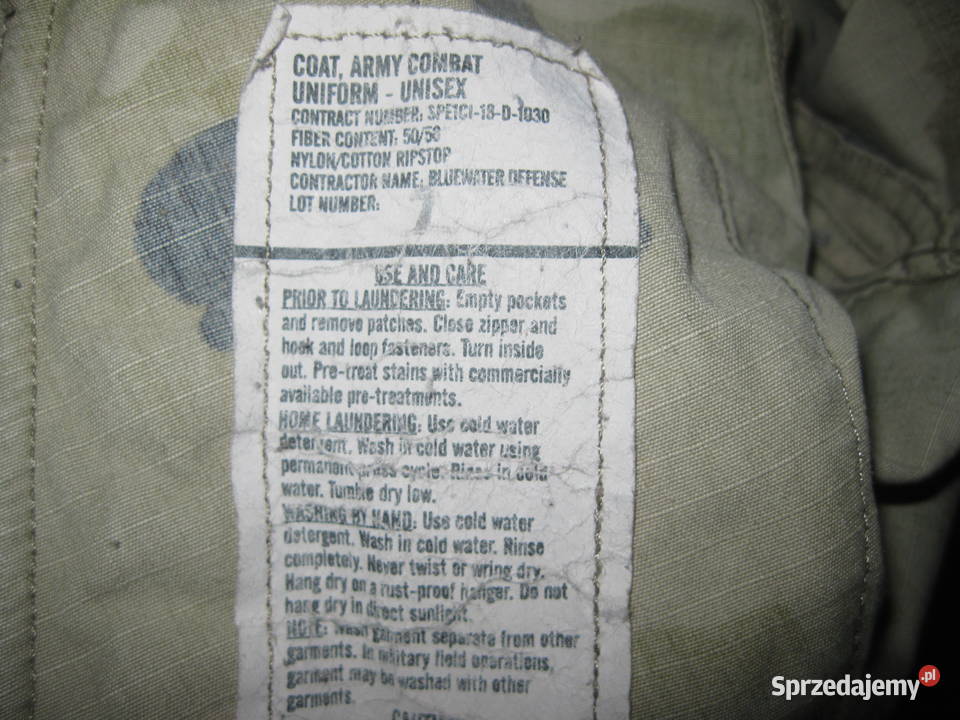 COAT, ARMY COMBAT
UNIFORM - UNISEX
CONTRACT NUMBER: SPE1C1-18-D-1030
FIBER CONTENT: 50/50
NYLON/COTTON RIPSTOP
CONTRACTOR NAME: BLUEWATER DEFENSE
LOT NUMBER: 7
USE AND CARE
PRIOR TO LAUNDERING: Empty pockets
and remove patches. Close zipper and
hook and loop fasteners. Turn inside
out. Pre-treat stains with commercially
available pre-treatments.
HOME LAUNDERING: Use cold water
detergent. Wash in cold water using
permanent press cycle. Rinse in cold
water. Tumble dry low.
WASHING BY HAND: Use cold water
detergent. Wash in cold water. Rinse
completely. Never twist or wring dry.
Hang dry on a rust-proof hanger. Do not
hang dry in direct sunlight.
NOTE: Wash garment separate from other
garments. In military field operations,
garment may be washed with other
garments.
Sprzedajemy.pl